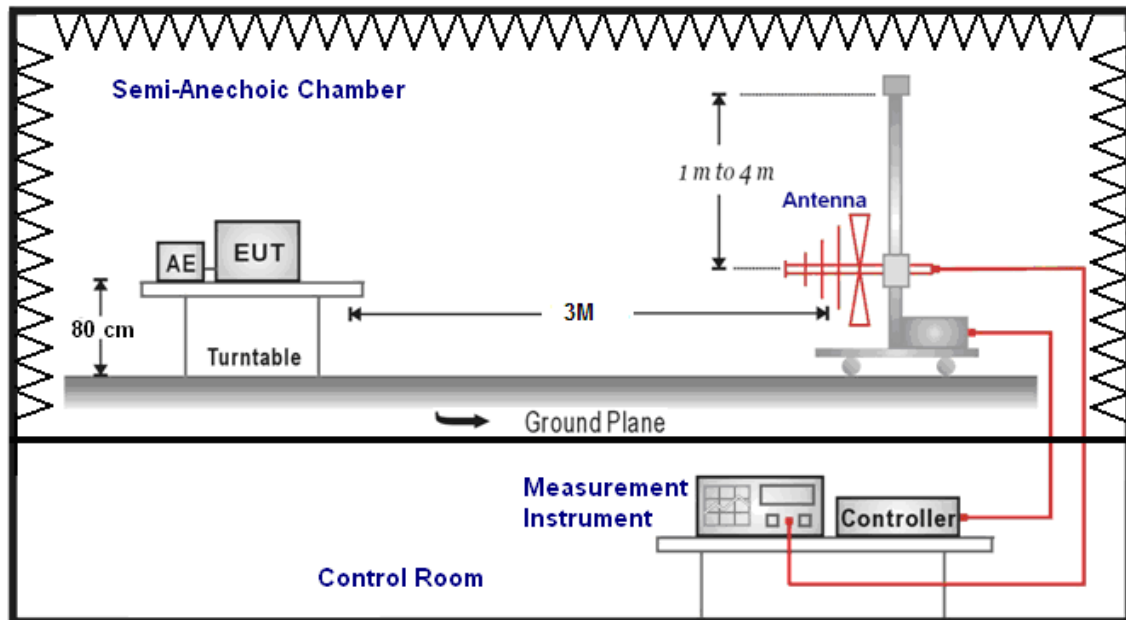 Semi-Anechoic Chamber
1 m to 4 m
Antenna
AE
EUT
80 cm
3M
Turntable
Ground Plane
Measurement
Instrument
Controller
Control Room